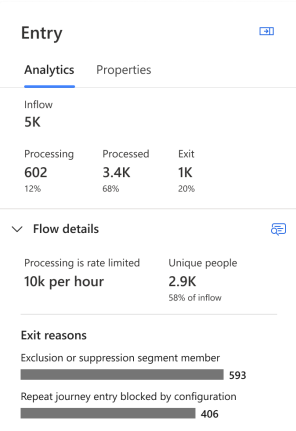 Entry
Analytics Properties
Inflow
5K
Processing Processed Exit
602 3.4K 1K
12% 68% 20%
Flow details
Processing is rate limited Unique people
10k per hour 2.9K
58% of inflow
Exit reasons
Exclusion or suppression segment member
593
Repeat journey entry blocked by configuration
406